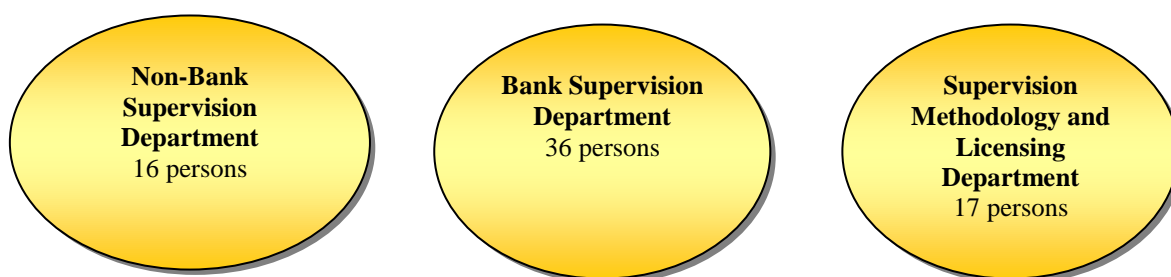 Non-Bank
Supervision
Department
16 persons
Bank Supervision
Department
36 persons
Supervision
Methodology and
Licensing
Department
17 persons